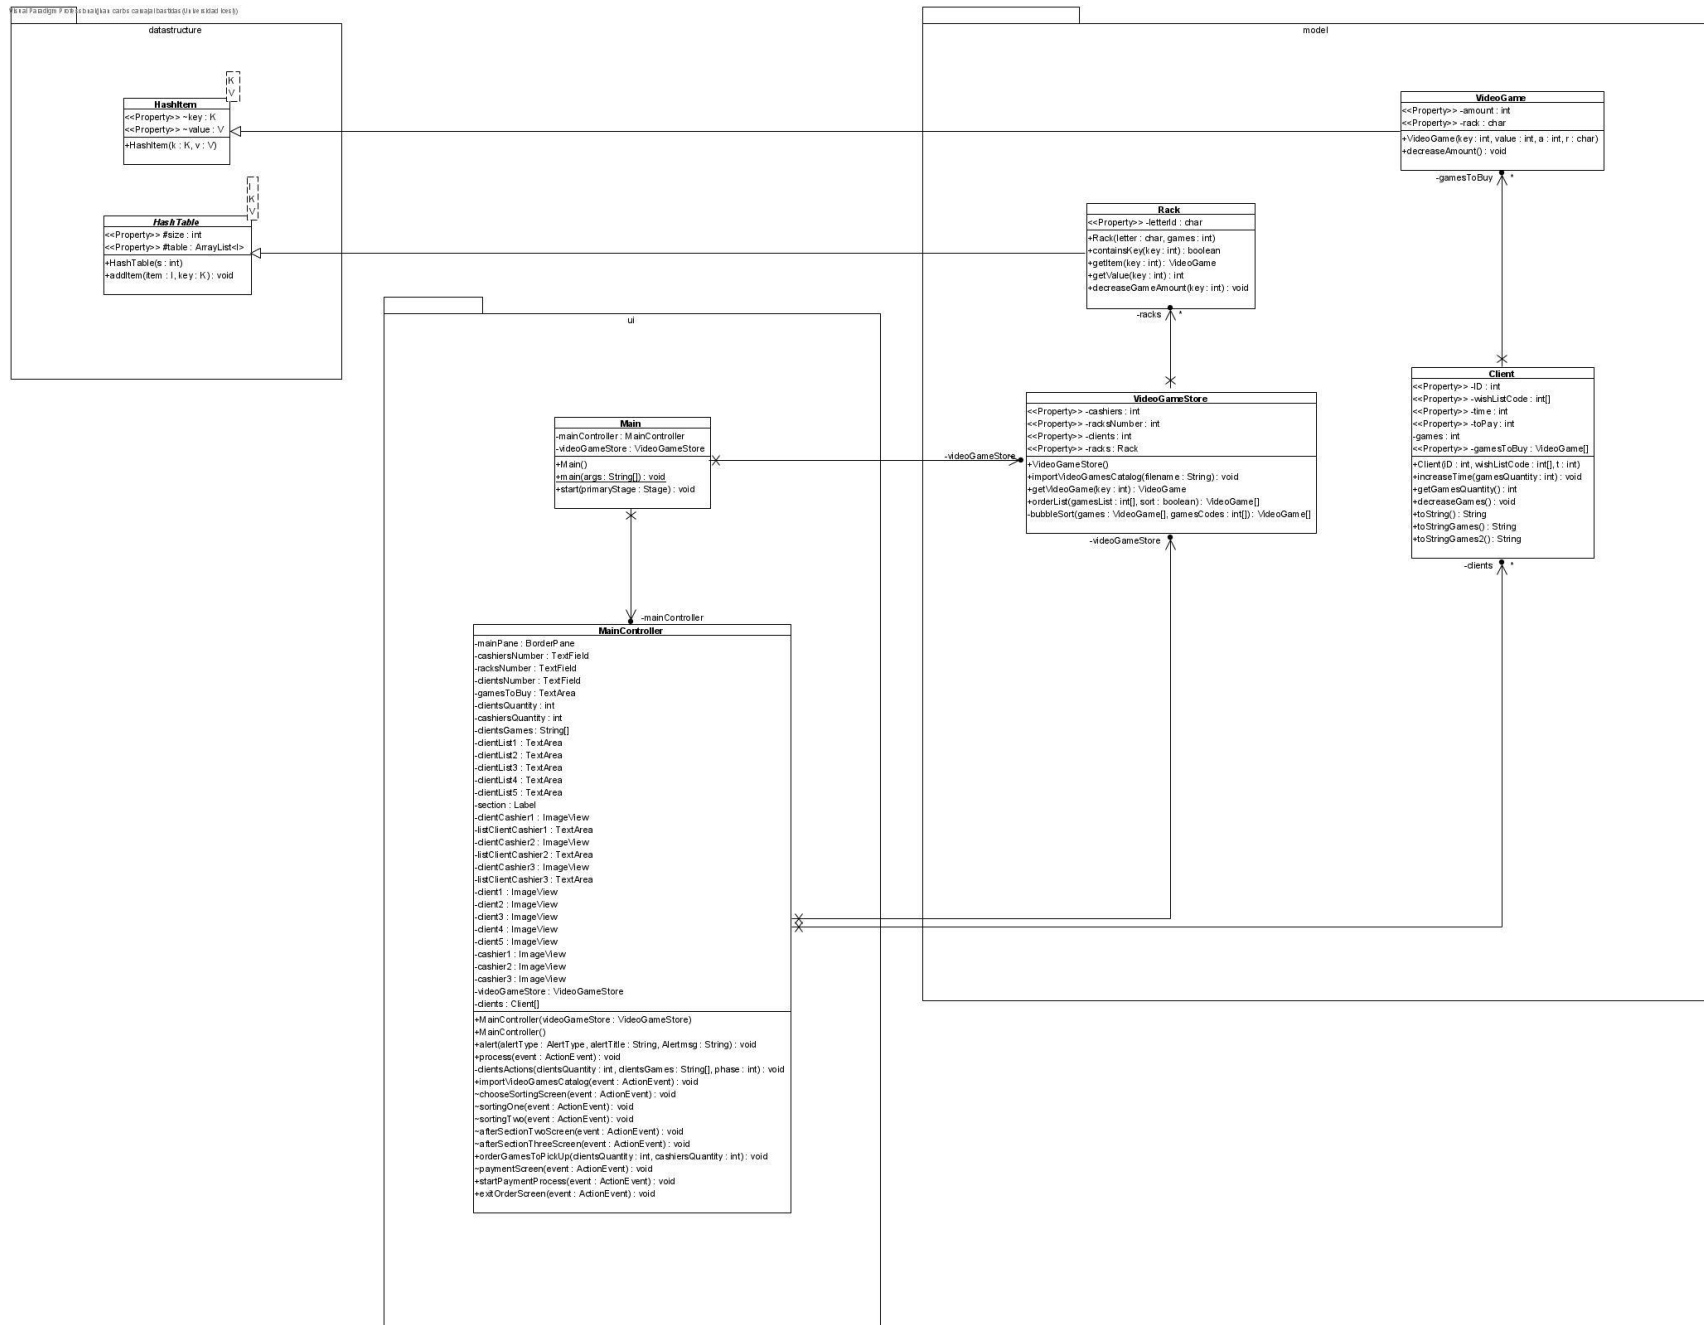 datastructure
K
V
HashItem
<<Property>> ~key : K
<<Property>> ~value : V
+HashItem(k : K, v : V)
I
K
V
HashTable
<<Property>> #size : int
<<Property>> #table : ArrayList<I>
+HashTable(s : int)
+addItem(item : I, key : K) : void
model
VideoGame
<<Property>> -amount : int
<<Property>> -rack : char
+VideoGame(key : int, value : int, a : int, r : char)
+decreaseAmount() : void
-gamesToBuy
*
Rack
<<Property>> -letterId : char
+Rack(letter : char, games : int)
+containsKey(key : int) : boolean
+getItem(key : int) : VideoGame
+getValue(key : int) : int
+decreaseGameAmount(key : int) : void
-racks
*
VideoGameStore
<<Property>> -cashiers : int
<<Property>> -racksNumber : int
<<Property>> -clients : int
<<Property>> -racks : Rack
+VideoGameStore()
+importVideoGamesCatalog(filename : String) : void
+getVideoGame(key : int) : VideoGame
+orderList(gamesList : int[], sort : boolean) : VideoGame[]
-bubbleSort(games : VideoGame[], gamesCodes : int[]) : VideoGame[]
-videoGameStore
Client
<<Property>> -ID : int
<<Property>> -wishListCode : int[]
<<Property>> -time : int
<<Property>> -toPay : int
-games : int
<<Property>> -gamesToBuy : VideoGame[]
+Client(iD : int, wishListCode : int[], t : int)
+increaseTime(gamesQuantity : int) : void
+getGamesQuantity() : int
+decreaseGames() : void
+toString() : String
+toStringGames() : String
+toStringGames2() : String
-clients
*
ui
Main
-mainController : MainController
-videoGameStore : VideoGameStore
+Main()
+main(args : String[]) : void
+start(primaryStage : Stage) : void
-videoGameStore
-mainController
MainController
-mainPane : BorderPane
-cashiersNumber : TextField
-racksNumber : TextField
-clientsNumber : TextField
-gamesToBuy : TextArea
-clientsQuantity : int
-cashiersQuantity : int
-clientsGames : String[]
-clientList1 : TextArea
-clientList2 : TextArea
-clientList3 : TextArea
-clientList4 : TextArea
-clientList5 : TextArea
-section : Label
-clientCashier1 : ImageView
-listClientCashier1 : TextArea
-clientCashier2 : ImageView
-listClientCashier2 : TextArea
-clientCashier3 : ImageView
-listClientCashier3 : TextArea
-client1 : ImageView
-client2 : ImageView
-client3 : ImageView
-client4 : ImageView
-client5 : ImageView
-cashier1 : ImageView
-cashier2 : ImageView
-cashier3 : ImageView
-videoGameStore : VideoGameStore
-clients : Client[]
+MainController(videoGameStore : VideoGameStore)
+MainController()
+alert(alertType : AlertType, alertTitle : String, Alertmsg : String) : void
+process(event : ActionEvent) : void
-clientsActions(clientsQuantity : int, clientsGames : String[], phase : int) : void
+importVideoGamesCatalog(event : ActionEvent) : void
~chooseSortingScreen(event : ActionEvent) : void
~sortingOne(event : ActionEvent) : void
~sortingTwo(event : ActionEvent) : void
~afterSectionTwoScreen(event : ActionEvent) : void
~afterSectionThreeScreen(event : ActionEvent) : void
+orderGamesToPickUp(clientsQuantity : int, cashiersQuantity : int) : void
~paymentScreen(event : ActionEvent) : void
+startPaymentProcess(event : ActionEvent) : void
+exitOrderScreen(event : ActionEvent) : void